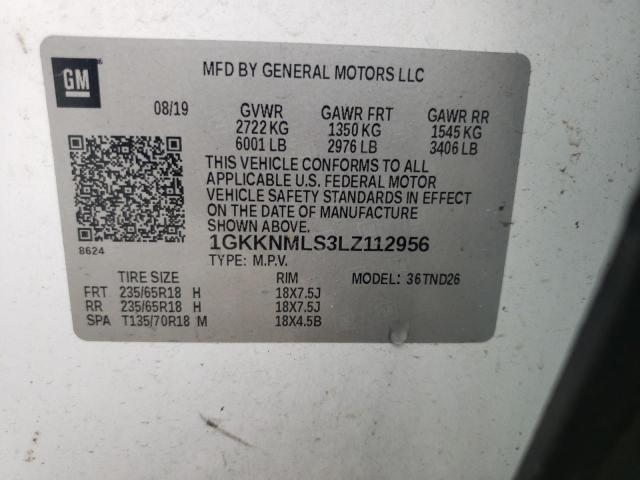 GM
MFD BY GENERAL MOTORS LLC
08/19 GVWR GAWR FRT GAWR RR
2722 KG 1350 KG 1545 KG
6001 LB 2976 LB 3406 LB
THIS VEHICLE CONFORMS TO ALL
APPLICABLE U.S. FEDERAL MOTOR
VEHICLE SAFETY STANDARDS IN EFFECT
ON THE DATE OF MANUFACTURE
SHOWN ABOVE.
8624
1GKKNMLS3LZ112956
TYPE: M.P.V.
TIRE SIZE RIM MODEL: 36TND26
FRT 235/65R18 H 18X7.5J
RR 235/65R18 H 18X7.5J
SPA T135/70R18 M 18X4.5B